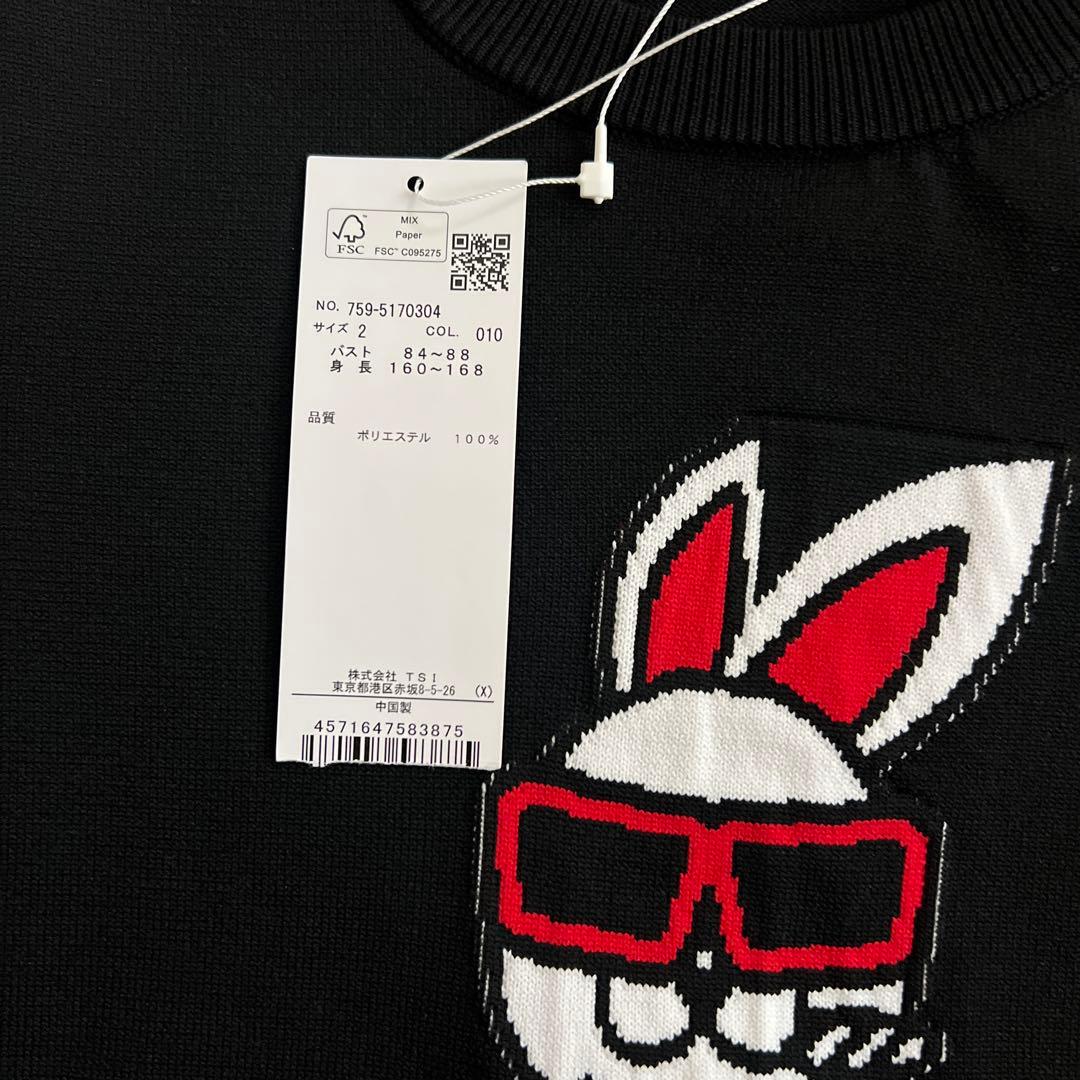 MIX
Paper
FSC™ C095275
FSC
NO. 759-5170304
サイズ 2 COL. 010
バスト 84～88
身長 160～168
品質
ポリエステル 100%
株式会社 TSI
東京都港区赤坂8-5-26 (X)
中国製
4571647583875